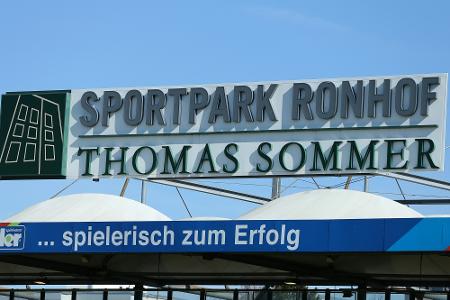 SPORTPARK RONHOF
THOMAS SOMMER
... spielerisch zum Erfolg